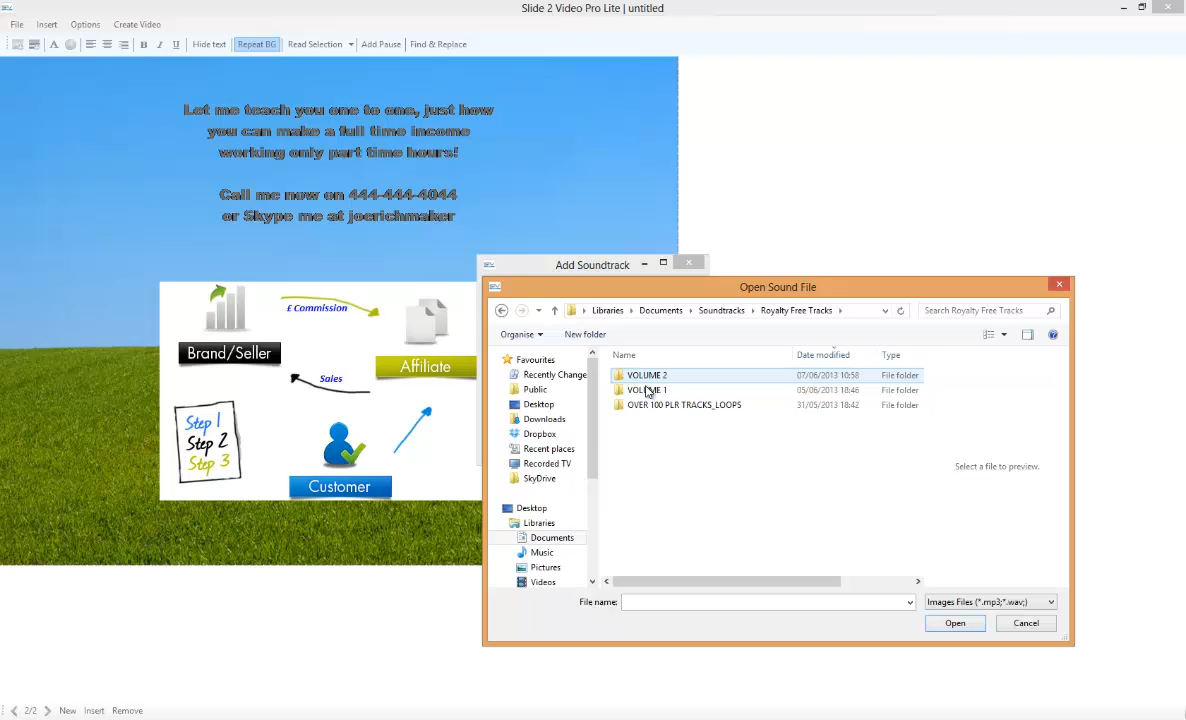 Slide 2 Video Pro Lite | untitled
File Insert Options Create Video
A B I U Hide text Repeat BG Read Selection Add Pause Find & Replace
Let me teach you one to one, just how
you can make a full time income
working only part time hours!
Call me now on 444-444-4044
or Skype me at joerichmaker
£ Commission
Brand/Seller
Affiliate
Sales
Step 1
Step 2
Step 3
Customer
Add Soundtrack
Open Sound File
Libraries Documents Soundtracks Royalty Free Tracks
Search Royalty Free Tracks
Organise New folder
Favourites
Recently Change
Public
Desktop
Downloads
Dropbox
Recent places
Recorded TV
SkyDrive
Desktop
Libraries
Documents
Music
Pictures
Videos
Name Date modified Type
VOLUME 2 07/06/2013 10:58 File folder
VOLUME 1 05/06/2013 18:46 File folder
OVER 100 PLR TRACKS_LOOPS 31/05/2013 18:42 File folder
Select a file to preview.
File name: Images Files (*.mp3;*.wav;)
Open Cancel
2/2 New Insert Remove